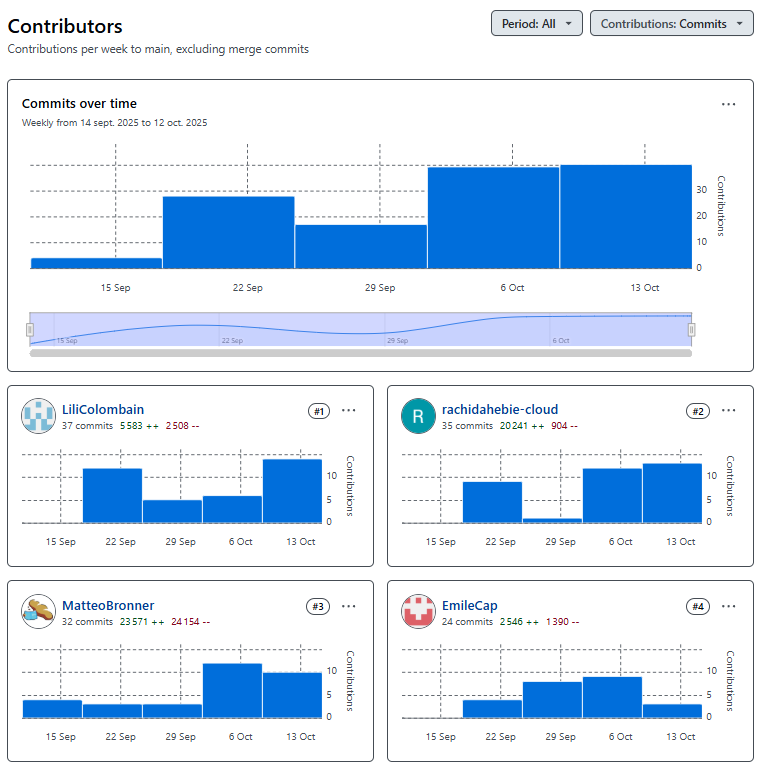 Contributors
Period: All
Contributions: Commits
Contributions per week to main, excluding merge commits
Commits over time
Weekly from 14 sept. 2025 to 12 oct. 2025
30
20
10
0
Contributions
15 Sep 22 Sep 29 Sep 6 Oct 13 Oct
15 Sep 22 Sep 29 Sep 6 Oct
LiliColombain #1
37 commits 5 583 ++ 2 508 --
10
5
0
Contributions
15 Sep 22 Sep 29 Sep 6 Oct 13 Oct
R
rachidahebie-cloud #2
35 commits 20 241 ++ 904 --
10
5
0
Contributions
15 Sep 22 Sep 29 Sep 6 Oct 13 Oct
MatteoBronner #3
32 commits 23 571 ++ 24 154 --
10
5
0
Contributions
15 Sep 22 Sep 29 Sep 6 Oct 13 Oct
EmileCap #4
24 commits 2 546 ++ 1 390 --
10
5
0
Contributions
15 Sep 22 Sep 29 Sep 6 Oct 13 Oct